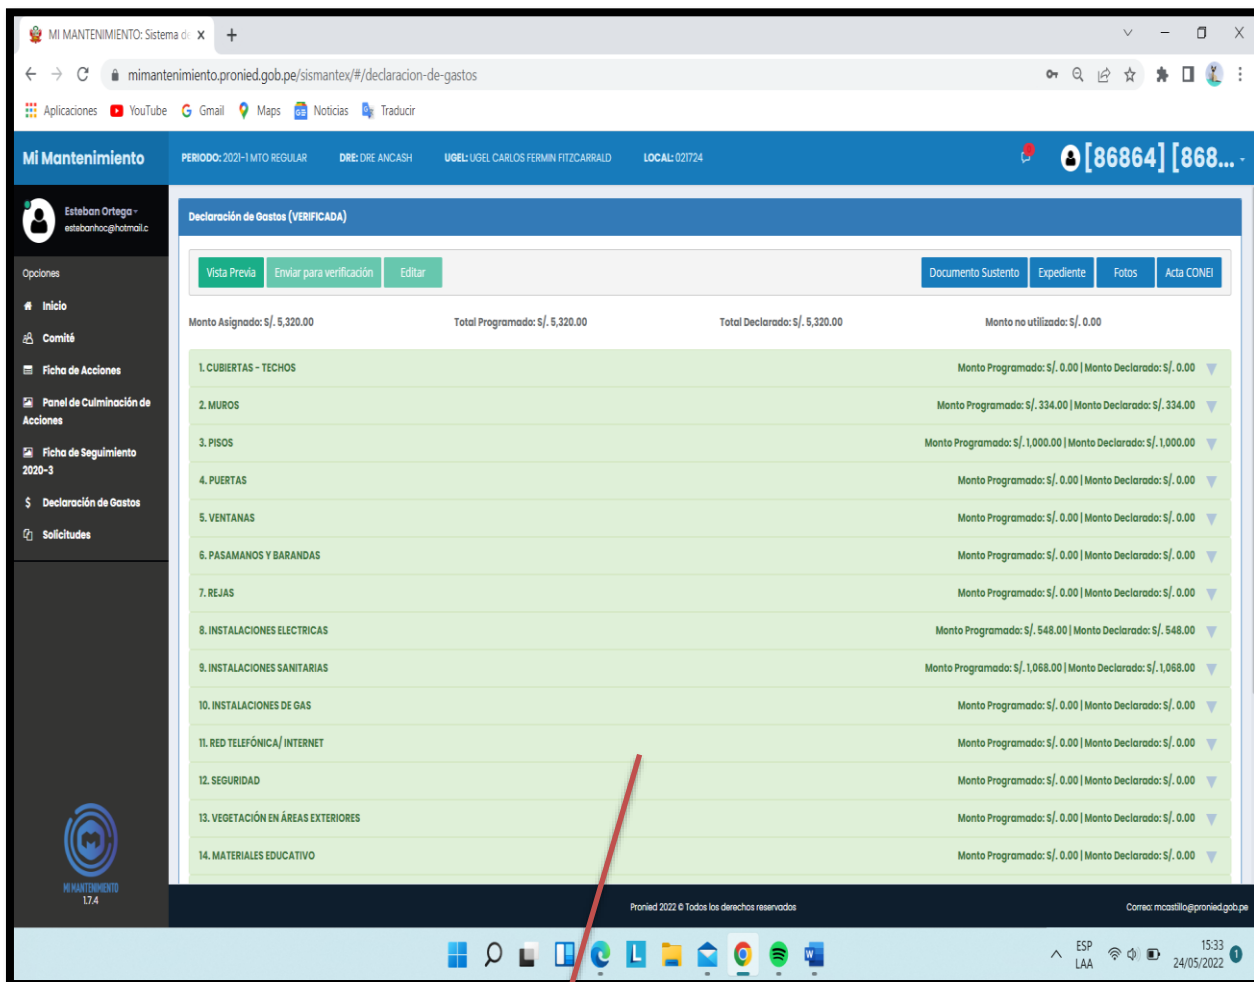 MI MANTENIMIENTO: Sistema de
mimantenimiento.pronied.gob.pe/sismantex/#/declaracion-de-gastos
Aplicaciones YouTube Gmail Maps Noticias Traducir
Mi Mantenimiento PERIODO: 2021-1 MTO REGULAR DRE: DRE ANCASH UGEL: UGEL CARLOS FERMIN FITZCARRALD LOCAL: 021724 [86864] [868...
Esteban Ortega
estebanhoc@hotmail.c
Opciones
Inicio
Comité
Ficha de Acciones
Panel de Culminación de
Acciones
Ficha de Seguimiento
2020-3
Declaración de Gastos
Solicitudes
MI MANTENIMIENTO
1.7.4
Declaración de Gastos (VERIFICADA)
Vista Previa Enviar para verificación Editar Documento Sustento Expediente Fotos Acta CONEI
Monto Asignado: S/. 5,320.00 Total Programado: S/. 5,320.00 Total Declarado: S/. 5,320.00 Monto no utilizado: S/. 0.00
1. CUBIERTAS - TECHOS Monto Programado: S/. 0.00 | Monto Declarado: S/. 0.00
2. MUROS Monto Programado: S/. 334.00 | Monto Declarado: S/. 334.00
3. PISOS Monto Programado: S/. 1,000.00 | Monto Declarado: S/. 1,000.00
4. PUERTAS Monto Programado: S/. 0.00 | Monto Declarado: S/. 0.00
5. VENTANAS Monto Programado: S/. 0.00 | Monto Declarado: S/. 0.00
6. PASAMANOS Y BARANDAS Monto Programado: S/. 0.00 | Monto Declarado: S/. 0.00
7. REJAS Monto Programado: S/. 0.00 | Monto Declarado: S/. 0.00
8. INSTALACIONES ELECTRICAS Monto Programado: S/. 548.00 | Monto Declarado: S/. 548.00
9. INSTALACIONES SANITARIAS Monto Programado: S/. 1,068.00 | Monto Declarado: S/. 1,068.00
10. INSTALACIONES DE GAS Monto Programado: S/. 0.00 | Monto Declarado: S/. 0.00
11. RED TELEFÓNICA/ INTERNET Monto Programado: S/. 0.00 | Monto Declarado: S/. 0.00
12. SEGURIDAD Monto Programado: S/. 0.00 | Monto Declarado: S/. 0.00
13. VEGETACIÓN EN ÁREAS EXTERIORES Monto Programado: S/. 0.00 | Monto Declarado: S/. 0.00
14. MATERIALES EDUCATIVO Monto Programado: S/. 0.00 | Monto Declarado: S/. 0.00
Pronied 2022 © Todos los derechos reservados Correo: mcastillo@pronied.gob.pe
ESP 15:33
LAA 24/05/2022 1